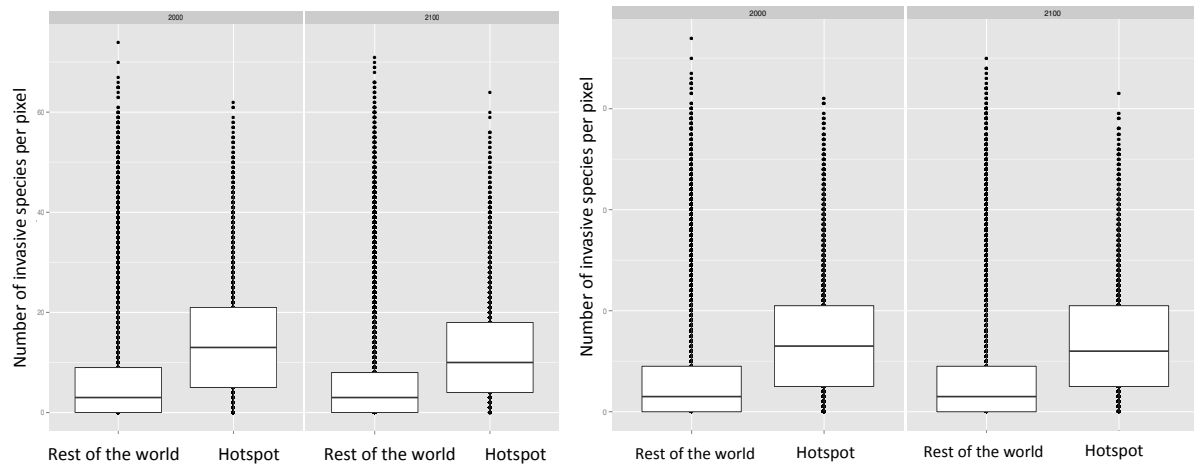 2000 2100
Number of invasive species per pixel
60
40
20
0
Rest of the world Hotspot Rest of the world Hotspot
2000 2100
Number of invasive species per pixel
0
0
0
0
Rest of the world Hotspot Rest of the world Hotspot